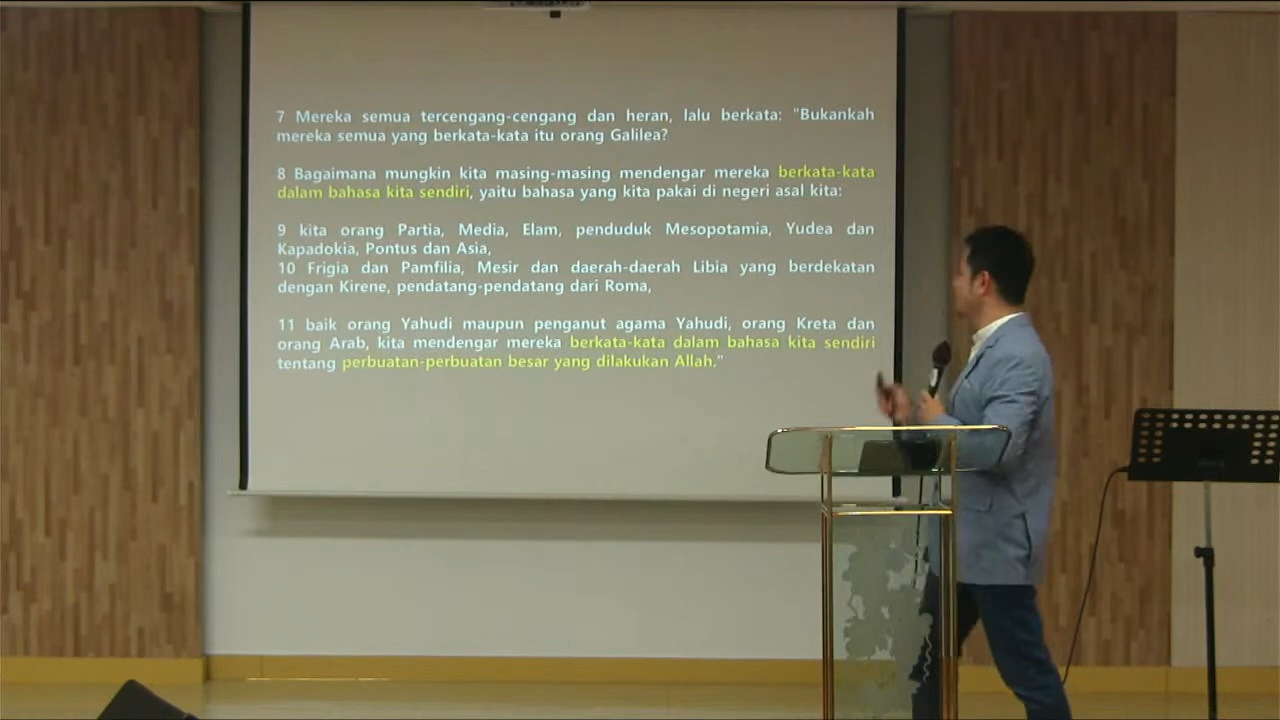 7 Mereka semua tercengang-cengang dan heran, lalu berkata: "Bukankah
mereka semua yang berkata-kata itu orang Galilea?
8 Bagaimana mungkin kita masing-masing mendengar mereka berkata-kata
dalam bahasa kita sendiri, yaitu bahasa yang kita pakai di negeri asal kita:
9 kita orang Partia, Media, Elam, penduduk Mesopotamia, Yudea dan
Kapadokia, Pontus dan Asia,
10 Frigia dan Pamfilia, Mesir dan daerah-daerah Libia yang berdekatan
dengan Kirene, pendatang-pendatang dari Roma,
11 baik orang Yahudi maupun penganut agama Yahudi, orang Kreta dan
orang Arab, kita mendengar mereka berkata-kata dalam bahasa kita sendiri
tentang perbuatan-perbuatan besar yang dilakukan Allah."